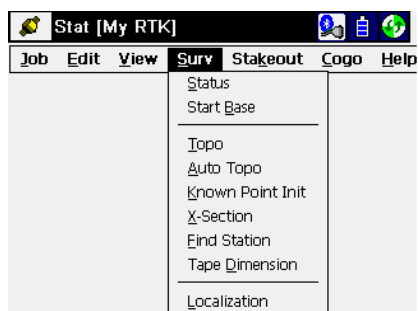 Stat [My RTK]
Job Edit View Surv Stakeout Cogo Help
Status
Start Base
Topo
Auto Topo
Known Point Init
X-Section
Find Station
Tape Dimension
Localization